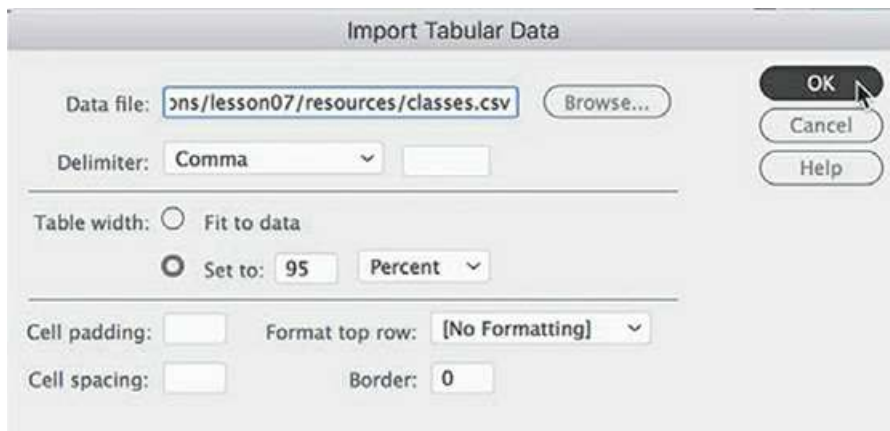 Import Tabular Data
Data file: ons/lesson07/resources/classes.csv Browse...
OK
Cancel
Delimiter: Comma
Help
Table width: Fit to data
Set to: 95 Percent
Cell padding: Format top row: [No Formatting]
Cell spacing: Border: 0